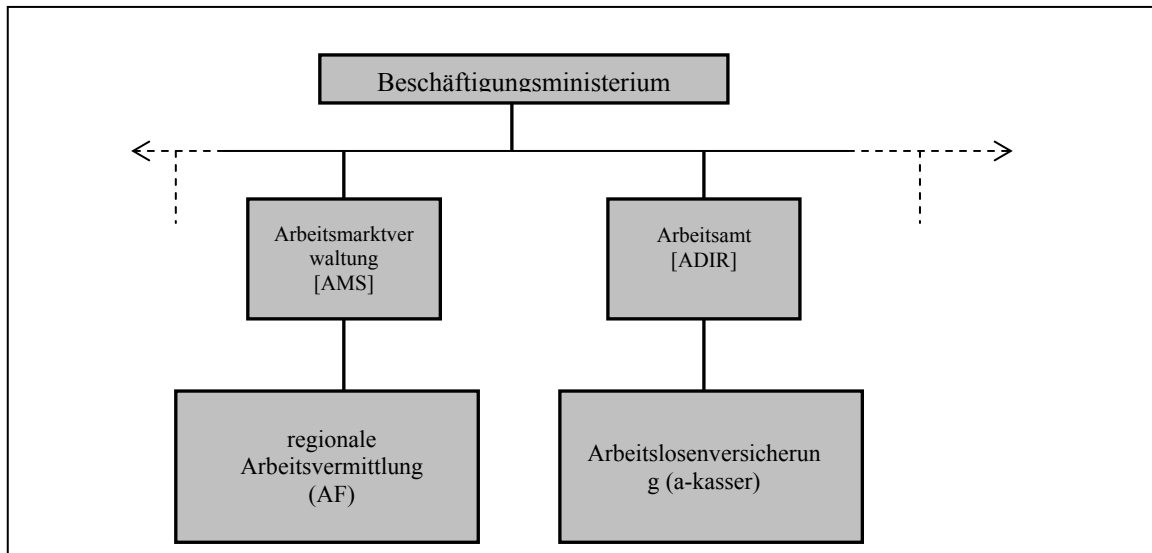 Beschäftigungsministerium
Arbeitsmarktver
waltung
[AMS]
Arbeitsamt
[ADIR]
regionale
Arbeitsvermittlung
(AF)
Arbeitslosenversicherun
g (a-kasser)